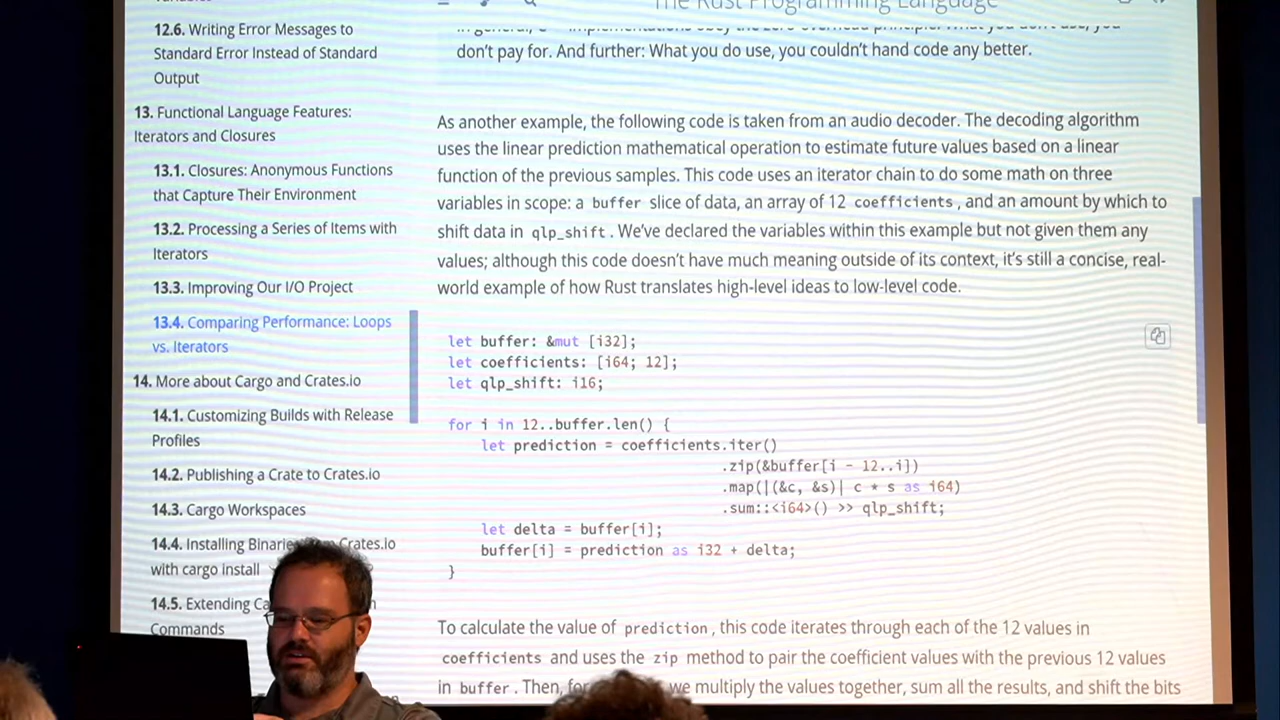 The Rust Programming Language
12.6. Writing Error Messages to
Standard Error Instead of Standard
Output
13. Functional Language Features:
Iterators and Closures
13.1. Closures: Anonymous Functions
that Capture Their Environment
13.2. Processing a Series of Items with
Iterators
13.3. Improving Our I/O Project
13.4. Comparing Performance: Loops
vs. Iterators
14. More about Cargo and Crates.io
14.1. Customizing Builds with Release
Profiles
14.2. Publishing a Crate to Crates.io
14.3. Cargo Workspaces
14.4. Installing Binaries Crates.io
with cargo install
14.5. Extending
Commands
don't pay for. And further: What you do use, you couldn't hand code any better.
As another example, the following code is taken from an audio decoder. The decoding algorithm
uses the linear prediction mathematical operation to estimate future values based on a linear
function of the previous samples. This code uses an iterator chain to do some math on three
variables in scope: a buffer slice of data, an array of 12 coefficients, and an amount by which to
shift data in qlp_shift. We've declared the variables within this example but not given them any
values; although this code doesn't have much meaning outside of its context, it's still a concise, real-
world example of how Rust translates high-level ideas to low-level code.
let buffer: &mut [i32];
let coefficients: [i64; 12];
let qlp_shift: i16;
for i in 12..buffer.len() {
let prediction = coefficients.iter()
.zip(&buffer[i - 12..i])
.map(|(&c, &s)| c * s as i64)
.sum::<i64>() >> qlp_shift;
let delta = buffer[i];
buffer[i] = prediction as i32 + delta;
}
To calculate the value of prediction, this code iterates through each of the 12 values in
coefficients and uses the zip method to pair the coefficient values with the previous 12 values
in buffer. Then, we multiply the values together, sum all the results, and shift the bits